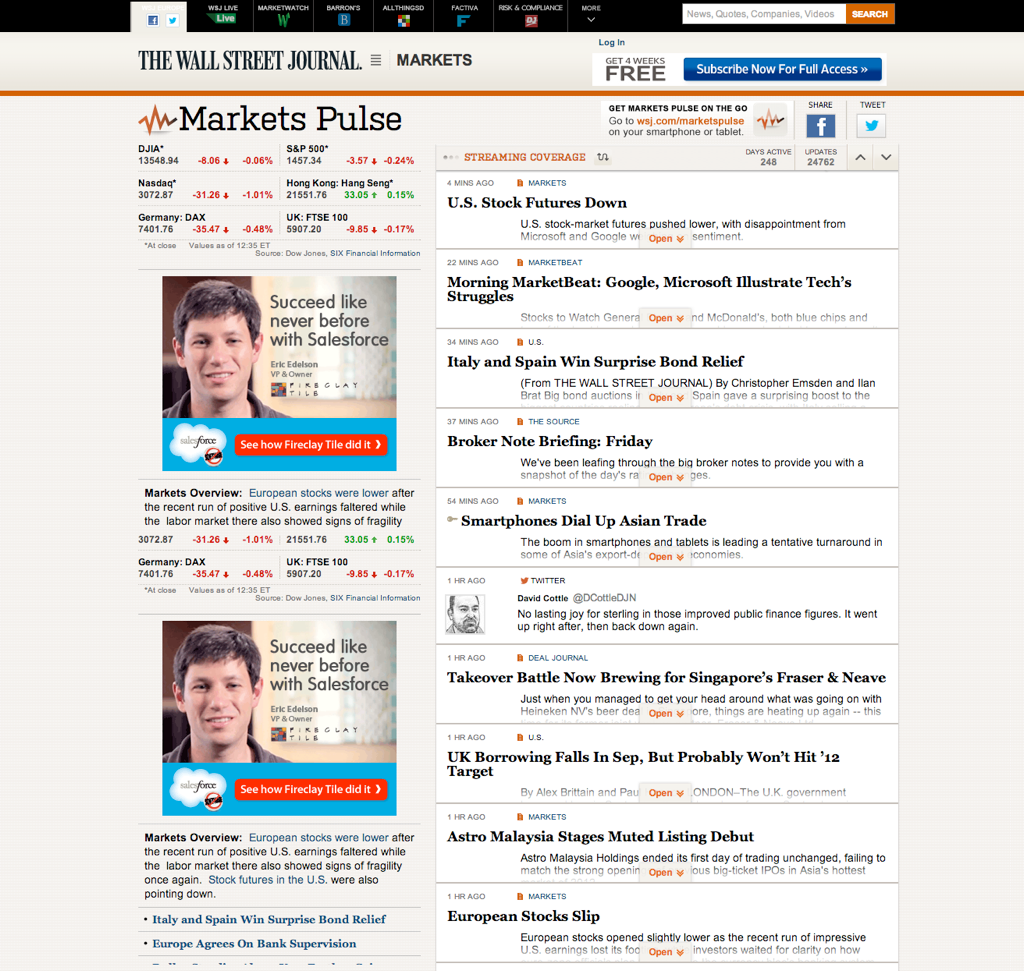 WSJ LIVE
MARKETWATCH
BARRON'S
ALLTHINGSD
FACTIVA
RISK & COMPLIANCE
MORE
Live
W
B
F
DJ
News, Quotes, Companies, Videos
SEARCH
THE WALL STREET JOURNAL.
MARKETS
Log In
GET 4 WEEKS
FREE
Subscribe Now For Full Access »
Markets Pulse
GET MARKETS PULSE ON THE GO
Go to wsj.com/marketspulse
on your smartphone or tablet.
SHARE
TWEET
DJIA*
13548.94 -8.06 -0.06%
S&P 500*
1457.34 -3.57 -0.24%
Nasdaq*
3072.87 -31.26 -1.01%
Hong Kong: Hang Seng*
21551.76 33.05 0.15%
Germany: DAX
7401.76 -35.47 -0.48%
UK: FTSE 100
5907.20 -9.85 -0.17%
*At close Values as of 12:35 ET
Source: Dow Jones, SIX Financial Information
Succeed like
never before
with Salesforce
Eric Edelson
VP & Owner
FIRECLAY
TILE
salesforce
See how Fireclay Tile did it ❯
Markets Overview: European stocks were lower after
the recent run of positive U.S. earnings faltered while
the labor market there also showed signs of fragility
3072.87 -31.26 -1.01% 21551.76 33.05 0.15%
Germany: DAX
7401.76 -35.47 -0.48%
UK: FTSE 100
5907.20 -9.85 -0.17%
*At close Values as of 12:35 ET
Source: Dow Jones, SIX Financial Information
Succeed like
never before
with Salesforce
Eric Edelson
VP & Owner
FIRECLAY
TILE
salesforce
See how Fireclay Tile did it ❯
Markets Overview: European stocks were lower after
the recent run of positive U.S. earnings faltered while
the labor market there also showed signs of fragility
once again. Stock futures in the U.S. were also
pointing down.
• Italy and Spain Win Surprise Bond Relief
• Europe Agrees On Bank Supervision
STREAMING COVERAGE
DAYS ACTIVE
248
UPDATES
24762
4 MINS AGO MARKETS
U.S. Stock Futures Down
U.S. stock-market futures pushed lower, with disappointment from
Microsoft and Google Open sentiment.
22 MINS AGO MARKETBEAT
Morning MarketBeat: Google, Microsoft Illustrate Tech's
Struggles
Stocks to Watch Genera Open nd McDonald's, both blue chips and
34 MINS AGO U.S.
Italy and Spain Win Surprise Bond Relief
(From THE WALL STREET JOURNAL) By Christopher Emsden and Ilan
Brat Big bond auctions Open Spain gave a surprising boost to the
37 MINS AGO THE SOURCE
Broker Note Briefing: Friday
We've been leafing through the big broker notes to provide you with a
snapshot of the day's Open ges.
54 MINS AGO MARKETS
Smartphones Dial Up Asian Trade
The boom in smartphones and tablets is leading a tentative turnaround in
some of Asia's export-de Open economies.
1 HR AGO TWITTER
David Cottle @DCottleDJN
No lasting joy for sterling in those improved public finance figures. It went
up right after, then back down again.
1 HR AGO DEAL JOURNAL
Takeover Battle Now Brewing for Singapore's Fraser & Neave
Just when you managed to get your head around what was going on with
Heineken NV's beer dea Open ore, things are heating up again -- this
1 HR AGO U.S.
UK Borrowing Falls In Sep, But Probably Won't Hit '12
Target
By Alex Brittain and Pau Open LONDON–The U.K. government
1 HR AGO MARKETS
Astro Malaysia Stages Muted Listing Debut
Astro Malaysia Holdings ended its first day of trading unchanged, failing to
match the strong openin Open ious big-ticket IPOs in Asia's hottest
1 HR AGO MARKETS
European Stocks Slip
European stocks opened slightly lower as the recent run of impressive
U.S. earnings lost its foo Open investors waited for clarity on how